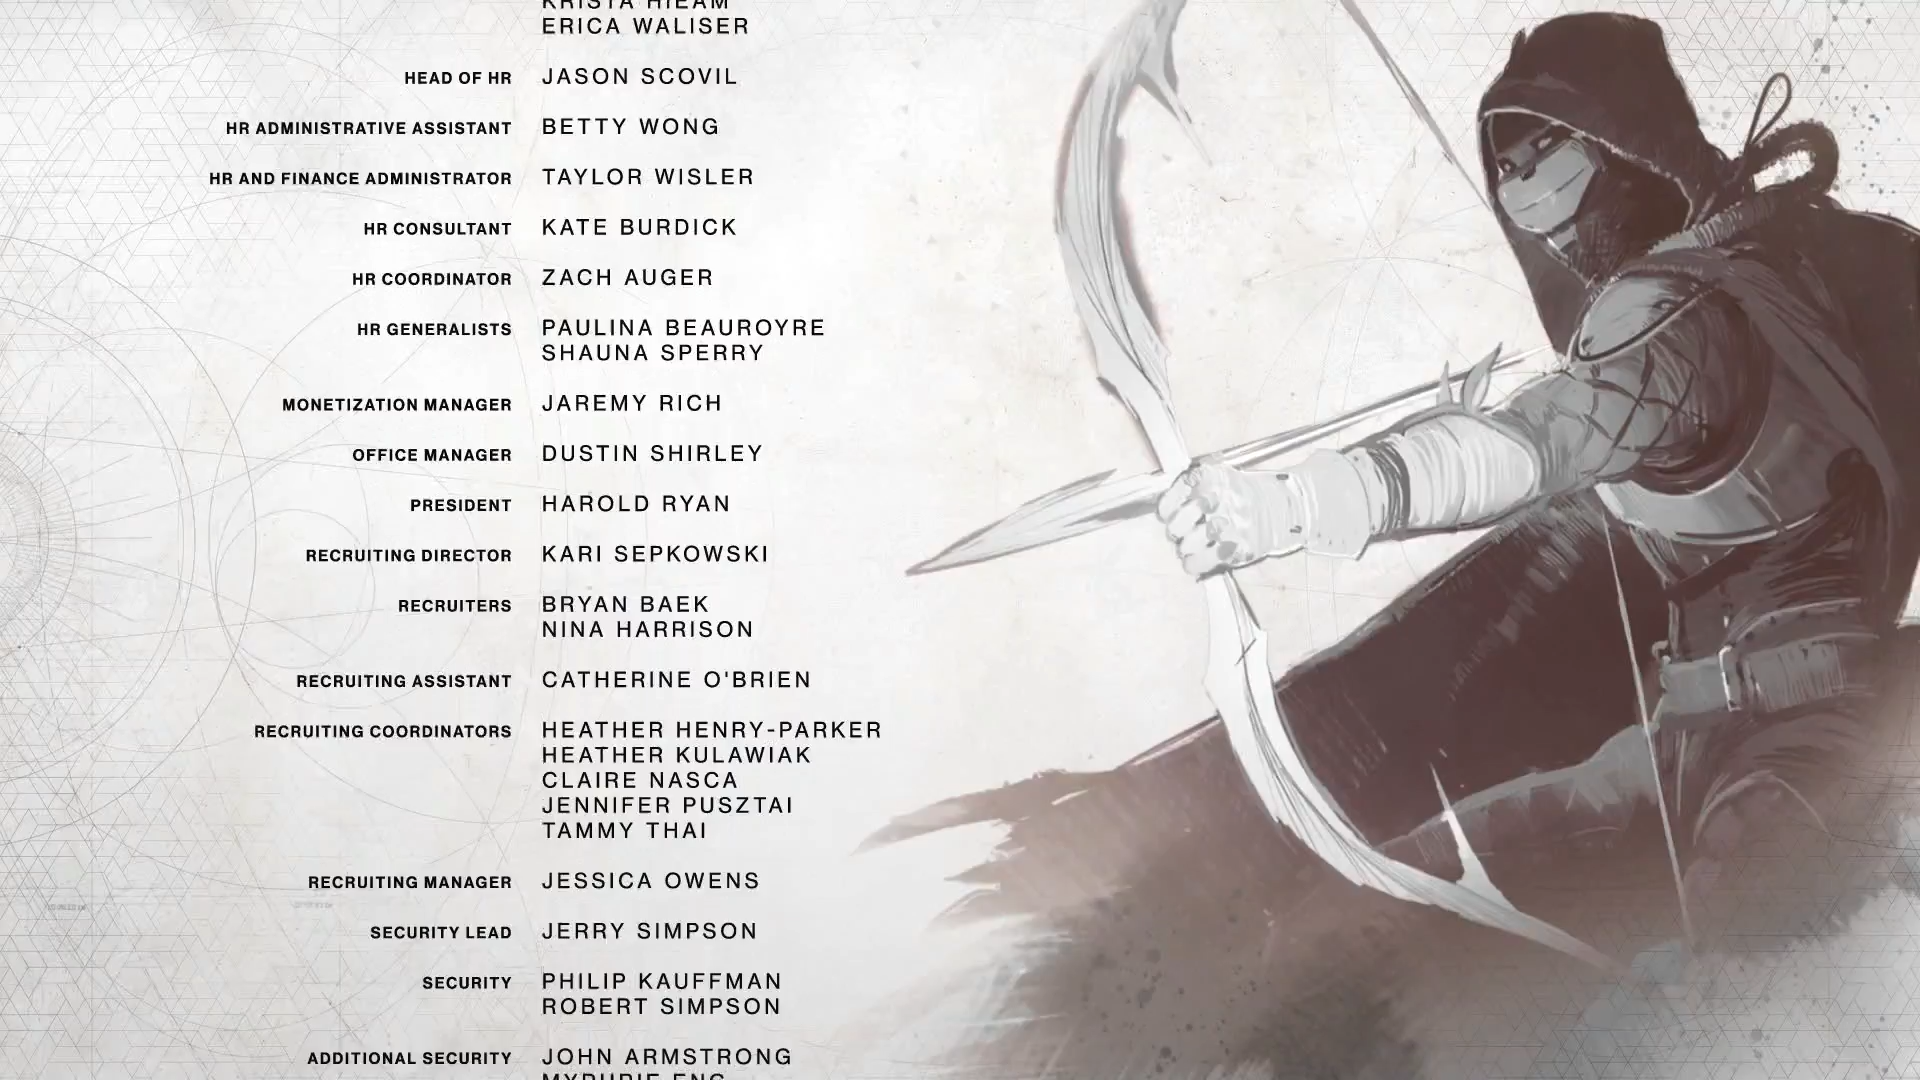 KRISTA HIEAM
ERICA WALISER
HEAD OF HR JASON SCOVIL
HR ADMINISTRATIVE ASSISTANT BETTY WONG
HR AND FINANCE ADMINISTRATOR TAYLOR WISLER
HR CONSULTANT KATE BURDICK
HR COORDINATOR ZACH AUGER
HR GENERALISTS PAULINA BEAUROYRE
SHAUNA SPERRY
MONETIZATION MANAGER JAREMY RICH
OFFICE MANAGER DUSTIN SHIRLEY
PRESIDENT HAROLD RYAN
RECRUITING DIRECTOR KARI SEPKOWSKI
RECRUITERS BRYAN BAEK
NINA HARRISON
RECRUITING ASSISTANT CATHERINE O'BRIEN
RECRUITING COORDINATORS HEATHER HENRY-PARKER
HEATHER KULAWIAK
CLAIRE NASCA
JENNIFER PUSZTAI
TAMMY THAI
RECRUITING MANAGER JESSICA OWENS
SECURITY LEAD JERRY SIMPSON
SECURITY PHILIP KAUFFMAN
ROBERT SIMPSON
ADDITIONAL SECURITY JOHN ARMSTRONG